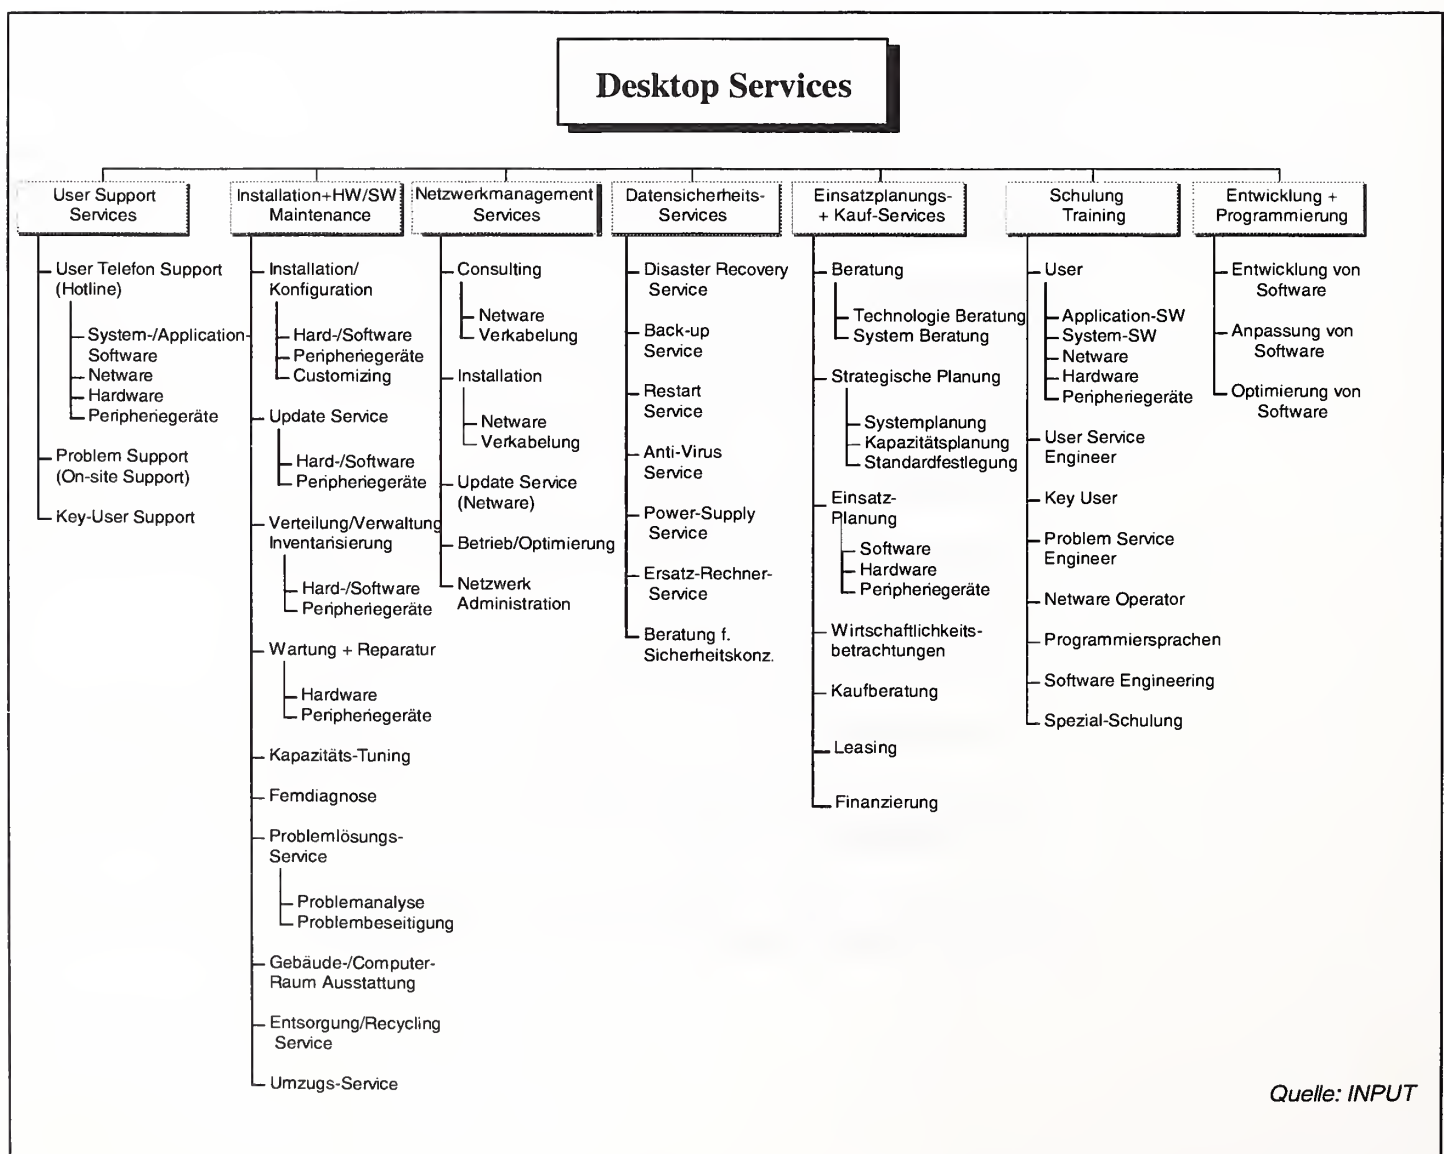 Desktop Services
User Support
Services
User Telefon Support
(Hotline)
System-/Application-
Software
Netware
Hardware
Peripheriegeräte
Problem Support
(On-site Support)
Key-User Support
Installation+HW/SW
Maintenance
Installation/
Konfiguration
Hard-/Software
Peripheriegeräte
Customizing
Update Service
Hard-/Software
Peripheriegeräte
Verteilung/Verwaltung
Inventarisierung
Hard-/Software
Peripheriegeräte
Wartung + Reparatur
Hardware
Peripheriegeräte
Kapazitäts-Tuning
Ferndiagnose
Problemlösungs-
Service
Problemanalyse
Problembeseitigung
Gebäude-/Computer-
Raum Ausstattung
Entsorgung/Recycling
Service
Umzugs-Service
Netzwerkmanagement
Services
Consulting
Netware
Verkabelung
Installation
Netware
Verkabelung
Update Service
(Netware)
Betrieb/Optimierung
Netzwerk
Administration
Datensicherheits-
Services
Disaster Recovery
Service
Back-up
Service
Restart
Service
Anti-Virus
Service
Power-Supply
Service
Ersatz-Rechner-
Service
Beratung f.
Sicherheitskonz.
Einsatzplanungs-
+ Kauf-Services
Beratung
Technologie Beratung
System Beratung
Strategische Planung
Systemplanung
Kapazitätsplanung
Standardfestlegung
Einsatz-
Planung
Software
Hardware
Peripheriegeräte
Wirtschaftlichkeits-
betrachtungen
Kaufberatung
Leasing
Finanzierung
Schulung
Training
User
Application-SW
System-SW
Netware
Hardware
Peripheriegeräte
User Service
Engineer
Key User
Problem Service
Engineer
Netware Operator
Programmiersprachen
Software Engineering
Spezial-Schulung
Entwicklung +
Programmierung
Entwicklung von
Software
Anpassung von
Software
Optimierung von
Software
Quelle: INPUT